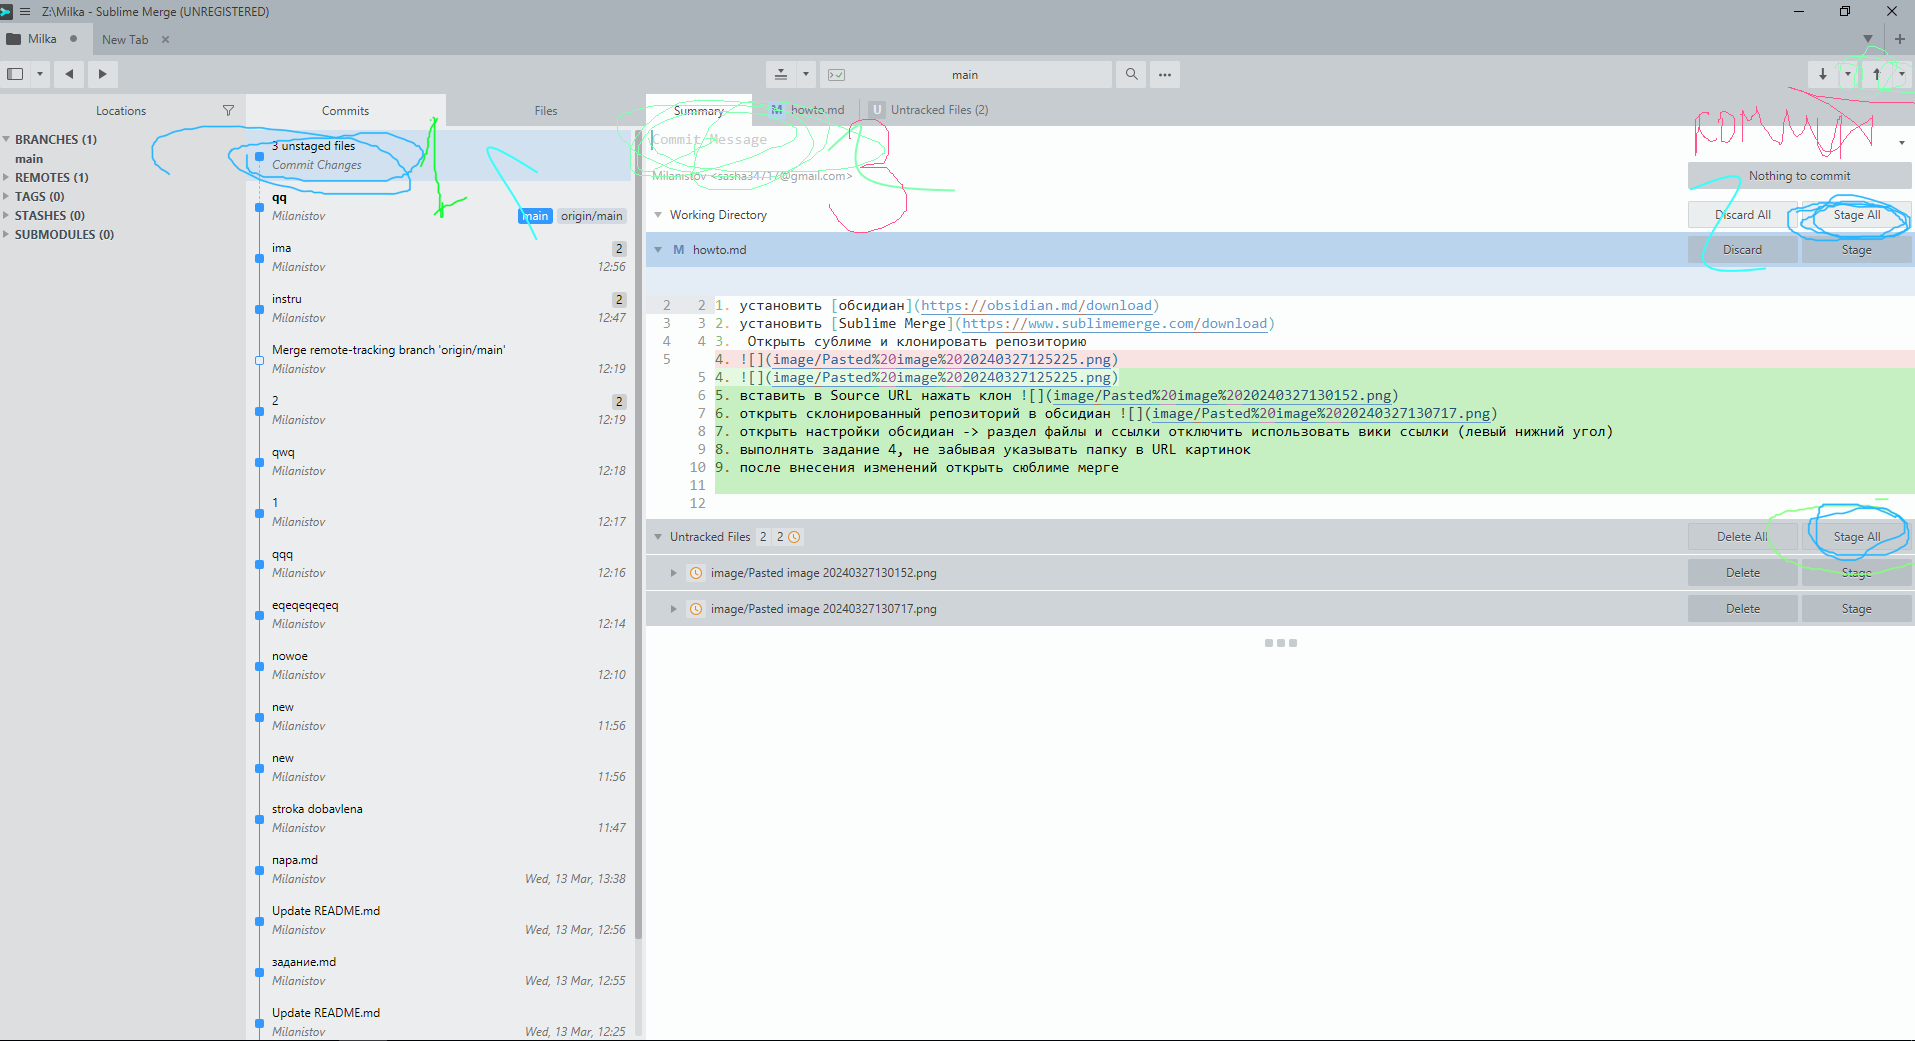 Z:\Milka - Sublime Merge (UNREGISTERED)
Milka
New Tab
main
Locations
Commits
Files
Summary
M howto.md
U Untracked Files (2)
BRANCHES (1)
main
REMOTES (1)
TAGS (0)
STASHES (0)
SUBMODULES (0)
3 unstaged files
Commit Changes
qq
Milanistov
main origin/main
ima 2
Milanistov 12:56
instru 2
Milanistov 12:47
Merge remote-tracking branch 'origin/main'
Milanistov 12:19
2 2
Milanistov 12:19
qwq
Milanistov 12:18
1
Milanistov 12:17
qqq
Milanistov 12:16
eqeqeqeqeq
Milanistov 12:14
nowoe
Milanistov 12:10
new
Milanistov 11:56
new
Milanistov 11:56
stroka dobavlena
Milanistov 11:47
napa.md
Milanistov Wed, 13 Mar, 13:38
Update README.md
Milanistov Wed, 13 Mar, 12:56
задание.md
Milanistov Wed, 13 Mar, 12:55
Update README.md
Milanistov Wed, 13 Mar, 12:25
1
2
3
Commit Message
Milanistov @gmail.com>
Nothing to commit
Working Directory
Discard All Stage All
M howto.md
Discard Stage
2 2 1. установить [обсидиан](https://obsidian.md/download)
3 3 2. установить [Sublime Merge](https://www.sublimemerge.com/download)
4 4 3. Открыть сублиме и клонировать репозиторию
5 4. ![](image/Pasted%20image%2020240327125225.png)
5 4. ![](image/Pasted%20image%2020240327125225.png)
6 5. вставить в Source URL нажать клон ![](image/Pasted%20image%2020240327130152.png)
7 6. открыть склонированный репозиторий в обсидиан ![](image/Pasted%20image%2020240327130717.png)
8 7. открыть настройки обсидиан -> раздел файлы и ссылки отключить использовать вики ссылки (левый нижний угол)
9 8. выполнять задание 4, не забывая указывать папку в URL картинок
10 9. после внесения изменений открыть сюблиме мерге
11
12
Untracked Files 2 2
Delete All Stage All
image/Pasted image 20240327130152.png
Delete Stage
image/Pasted image 20240327130717.png
Delete Stage